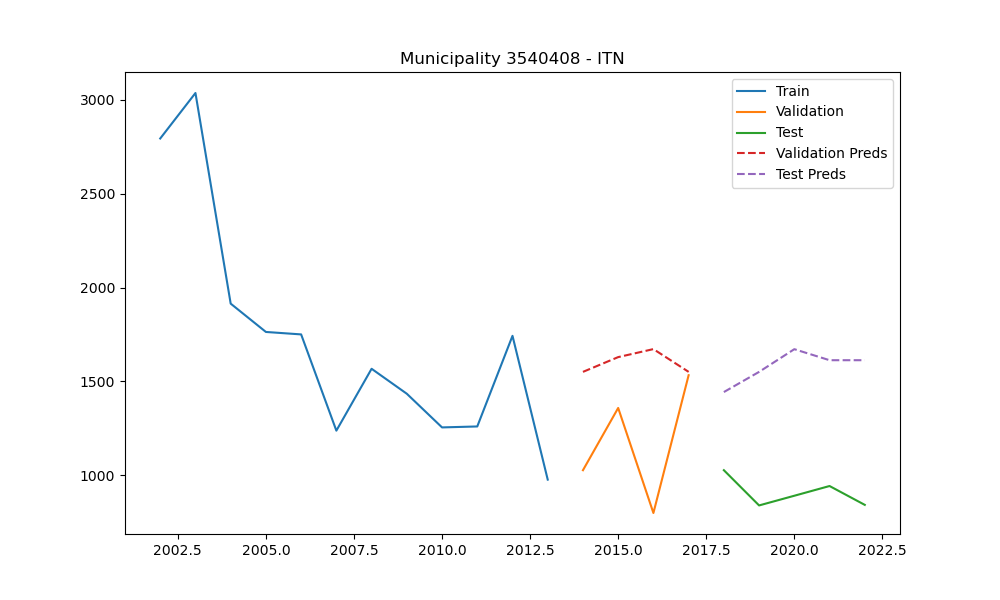 Municipality 3540408 - ITN
Train
Validation
Test
Validation Preds
Test Preds
3000
2500
2000
1500
1000
2002.5 2005.0 2007.5 2010.0 2012.5 2015.0 2017.5 2020.0 2022.5